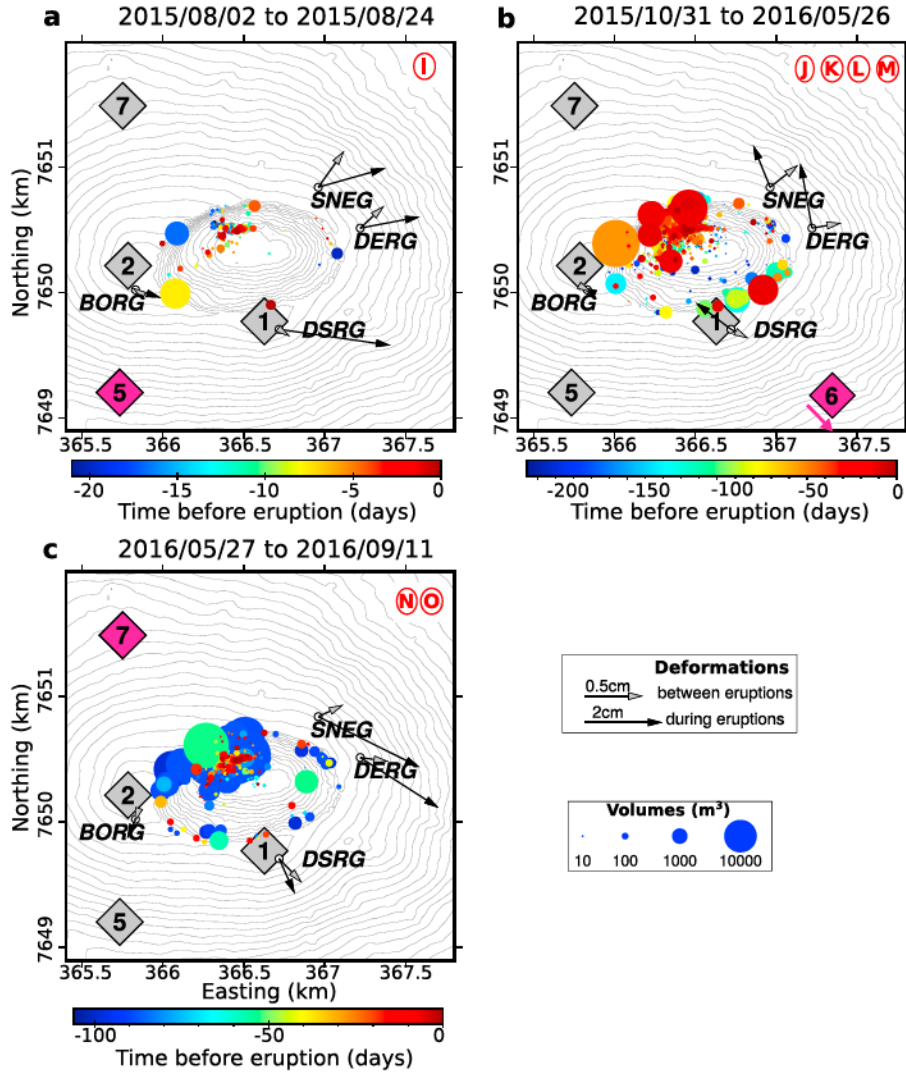 a 2015/08/02 to 2015/08/24
I
7
SNEG
DERG
2
BORG
1
DSRG
5
Northing (km)
7651
7650
7649
365.5 366 366.5 367 367.5
-20 -15 -10 -5 0
Time before eruption (days)
b 2015/10/31 to 2016/05/26
J K L M
7
SNEG
DERG
2
BORG
1
DSRG
5
6
7651
7650
7649
365.5 366 366.5 367 367.5
-200 -150 -100 -50 0
Time before eruption (days)
c 2016/05/27 to 2016/09/11
N O
7
SNEG
DERG
2
BORG
1
DSRG
5
Northing (km)
7651
7650
7649
365.5 366 366.5 367 367.5
Easting (km)
-100 -50 0
Time before eruption (days)
Deformations
0.5cm between eruptions
2cm during eruptions
Volumes (m³)
10 100 1000 10000